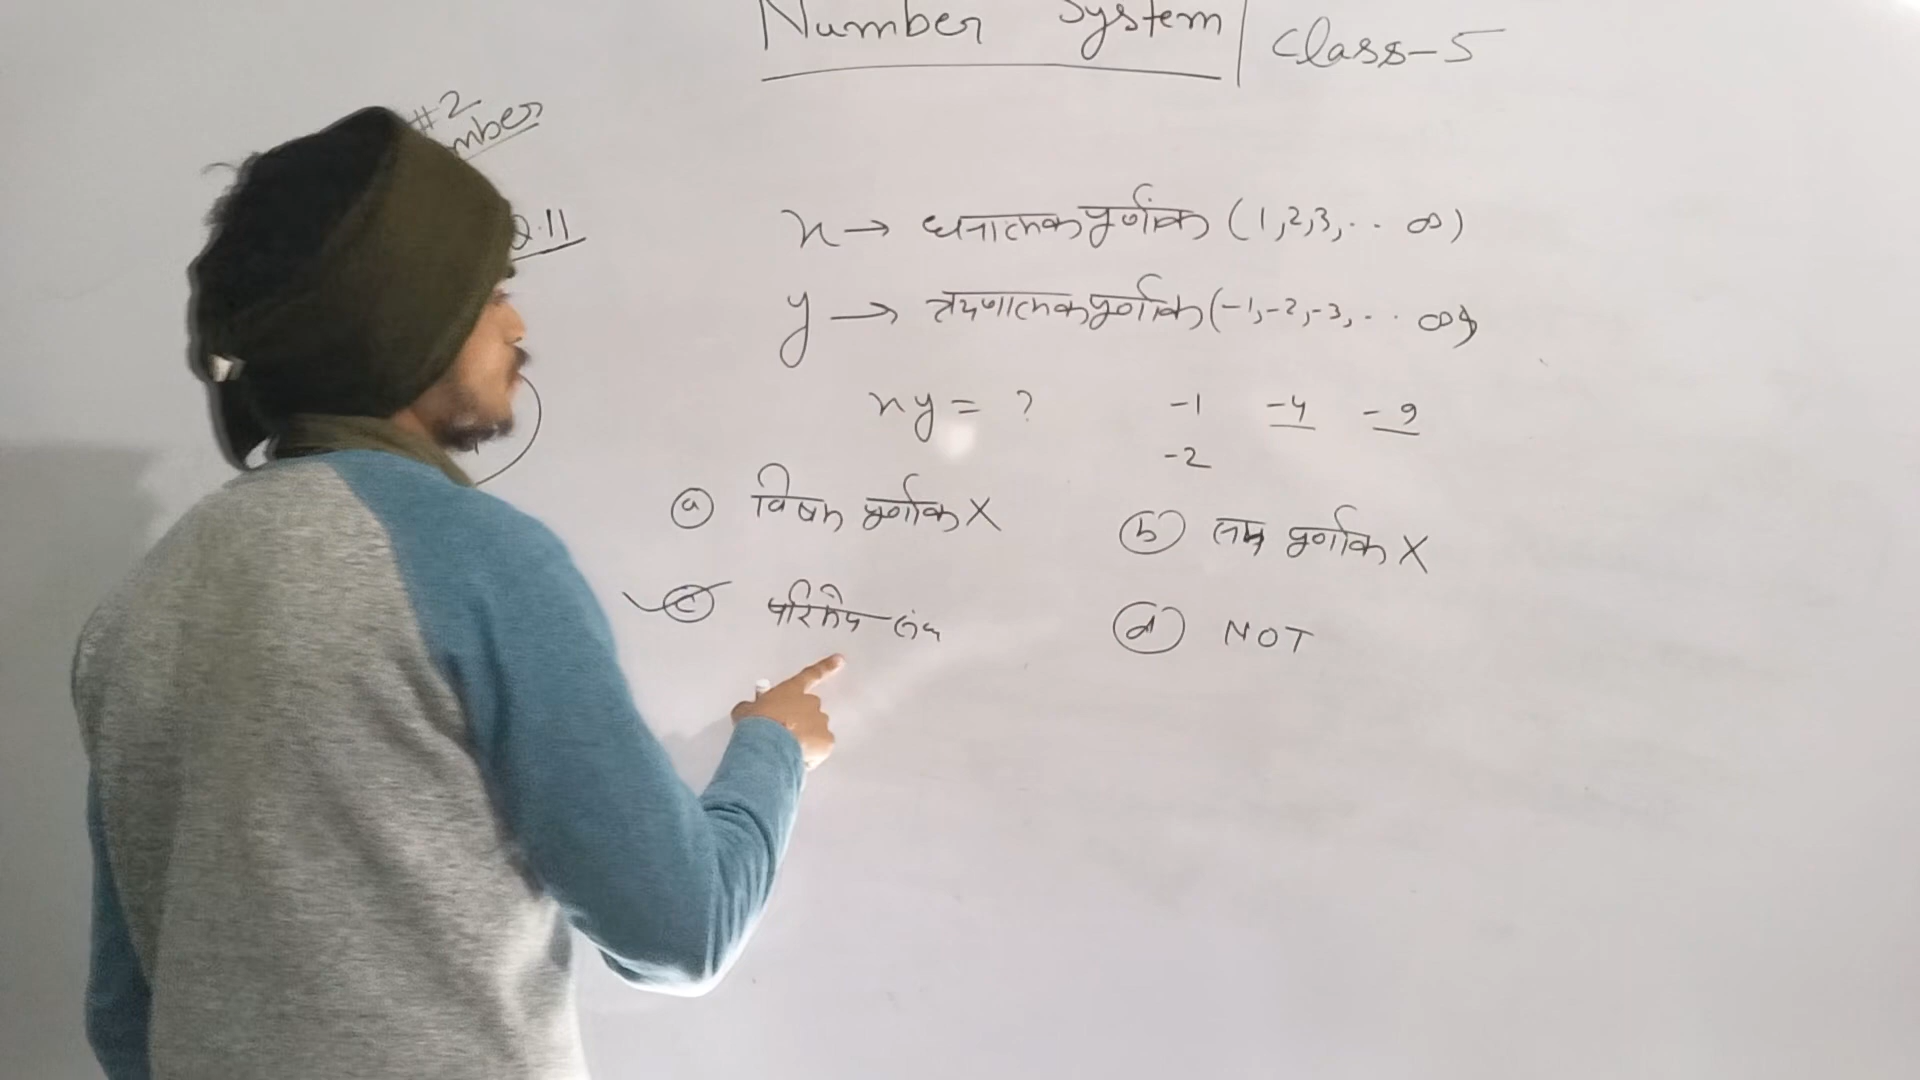 Number System | Class-5
#2
Q.11
x → धनात्मक पूर्णांक (1,2,3,.. ∞)
y → ऋणात्मक पूर्णांक (-1,-2,-3,.. ∞)
xy = ? -1 -4 -9
-2
(a) विषम पूर्णांक X
(b) सम पूर्णांक X
(c) परिमेय
(d) NOT